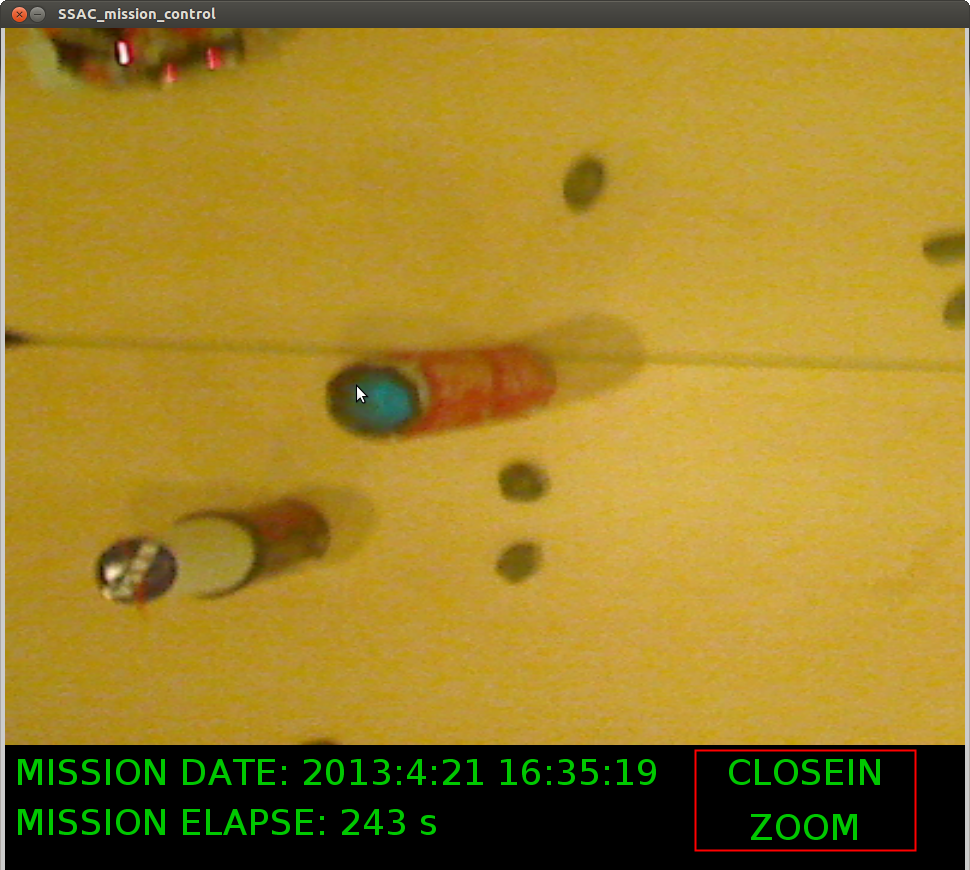 SSAC_mission_control
MISSION DATE: 2013:4:21 16:35:19
MISSION ELAPSE: 243 s
CLOSEIN
ZOOM